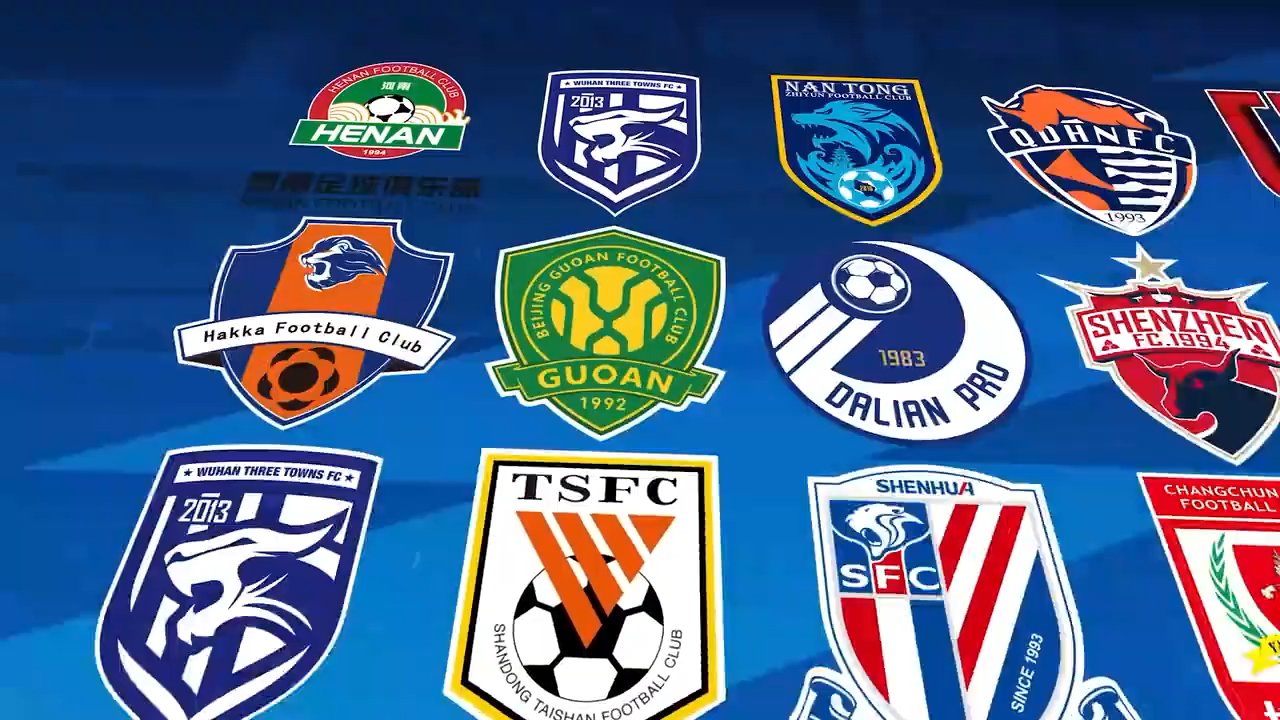 HENAN FOOTBALL CLUB
河南
HENAN
1994
WUHAN THREE TOWNS FC
2013
NAN TONG
ZHIYUN FOOTBALL CLUB
2016
1993
Hakka Football Club
BEIJING GUOAN FOOTBALL CLUB
GUOAN
1992
1983
DALIAN PRO
SHENZHEN
FC.1994
WUHAN THREE TOWNS FC
2013
TSFC
SHANDONG TAISHAN FOOTBALL CLUB
SHENHUA
SFC
SINCE 1993
CHANGCHUN
FOOTBALL